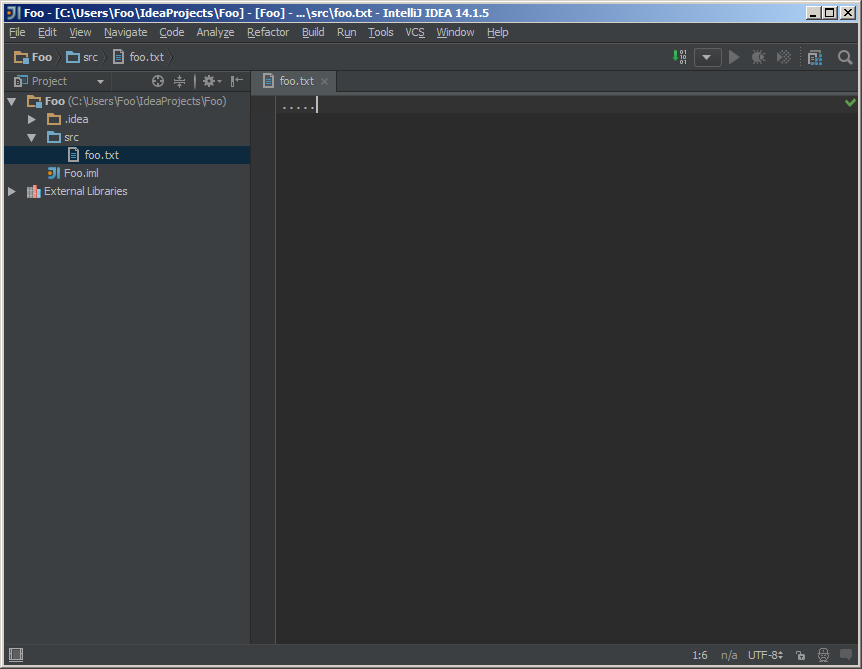 Foo - [C:\Users\Foo\IdeaProjects\Foo] - [Foo] - ...\src\foo.txt - IntelliJ IDEA 14.1.5
File Edit View Navigate Code Analyze Refactor Build Run Tools VCS Window Help
Foo src foo.txt
Project
foo.txt
Foo (C:\Users\Foo\IdeaProjects\Foo)
.....
.idea
src
foo.txt
Foo.iml
External Libraries
1:6 n/a UTF-8